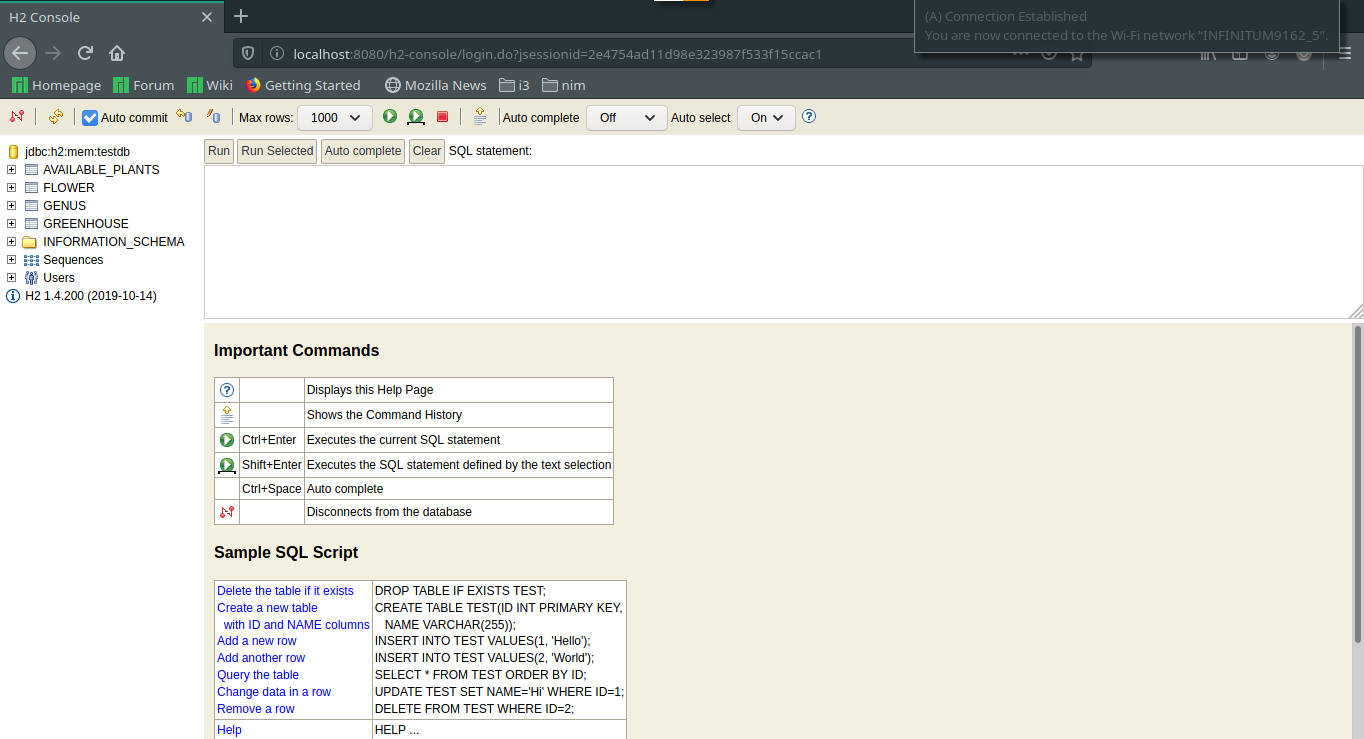 H2 Console
(A) Connection Established
You are now connected to the Wi-Fi network “INFINITUM9162_5”.
localhost:8080/h2-console/login.do?jsessionid=2e4754ad11d98e323987f533f15ccac1
Homepage Forum Wiki Getting Started Mozilla News i3 nim
Auto commit Max rows: 1000 Auto complete Off Auto select On
jdbc:h2:mem:testdb
AVAILABLE_PLANTS
FLOWER
GENUS
GREENHOUSE
INFORMATION_SCHEMA
Sequences
Users
H2 1.4.200 (2019-10-14)
Run Run Selected Auto complete Clear SQL statement:
Important Commands
Displays this Help Page
Shows the Command History
Ctrl+Enter Executes the current SQL statement
Shift+Enter Executes the SQL statement defined by the text selection
Ctrl+Space Auto complete
Disconnects from the database
Sample SQL Script
Delete the table if it exists DROP TABLE IF EXISTS TEST;
Create a new table CREATE TABLE TEST(ID INT PRIMARY KEY,
with ID and NAME columns NAME VARCHAR(255));
Add a new row INSERT INTO TEST VALUES(1, 'Hello');
Add another row INSERT INTO TEST VALUES(2, 'World');
Query the table SELECT * FROM TEST ORDER BY ID;
Change data in a row UPDATE TEST SET NAME='Hi' WHERE ID=1;
Remove a row DELETE FROM TEST WHERE ID=2;
Help HELP ...